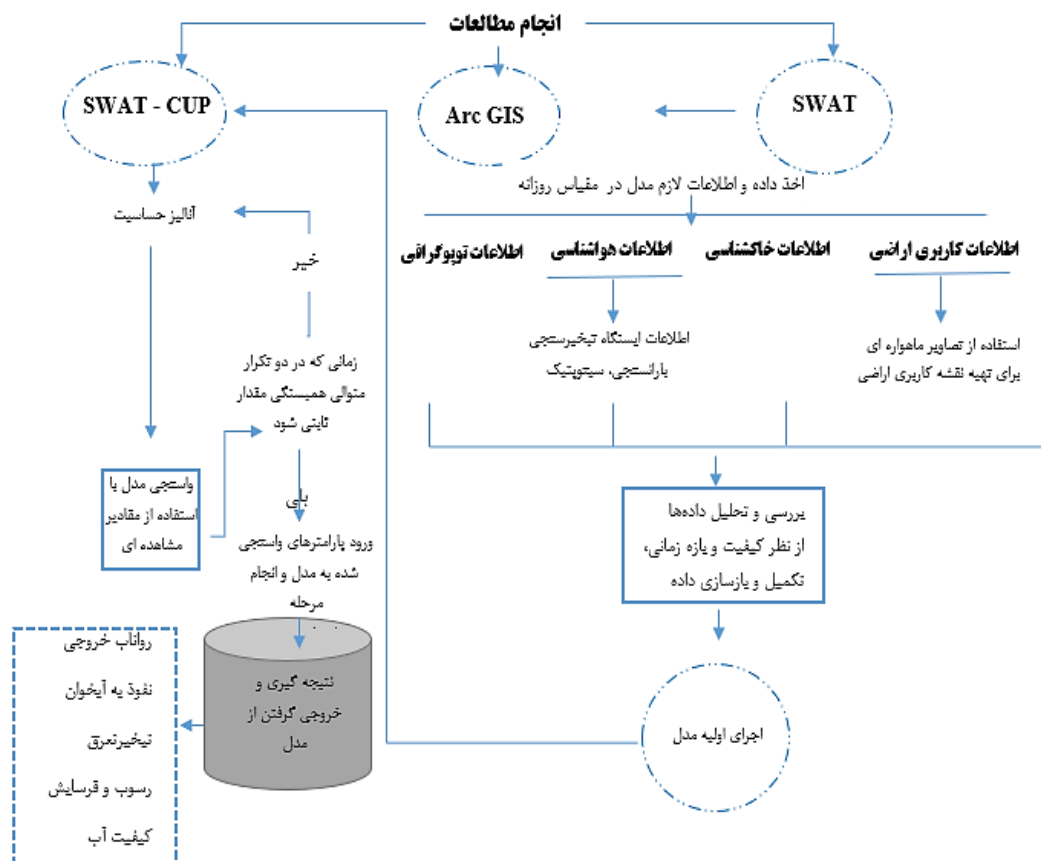 انجام مطالعات
SWAT
Arc GIS
SWAT - CUP
اخذ داده و اطلاعات لازم مدل در مقیاس روزانه
اطلاعات کاربری اراضی
اطلاعات خاکشناسی
اطلاعات هواشناسی
اطلاعات توپوگرافی
استفاده از تصاویر ماهواره ای
برای تهیه نقشه کاربری اراضی
اطلاعات ایستگاه تبخیرسنجی
بارانسنجی، سینوپتیک
بررسی و تحلیل داده‌ها
از نظر کیفیت و بازه زمانی،
تکمیل و بازسازی داده
اجرای اولیه مدل
آنالیز حساسیت
خیر
زمانی که در دو تکرار
متوالی همبستگی مقدار
ثابتی شود
واسنجی مدل با
استفاده از مقادیر
مشاهده ای
بلی
ورود پارامترهای واسنجی
شده به مدل و انجام
مرحله
نتیجه گیری و
خروجی گرفتن از
مدل
رواناب خروجی
نفوذ به آبخوان
تبخیرتعرق
رسوب و فرسایش
کیفیت آب